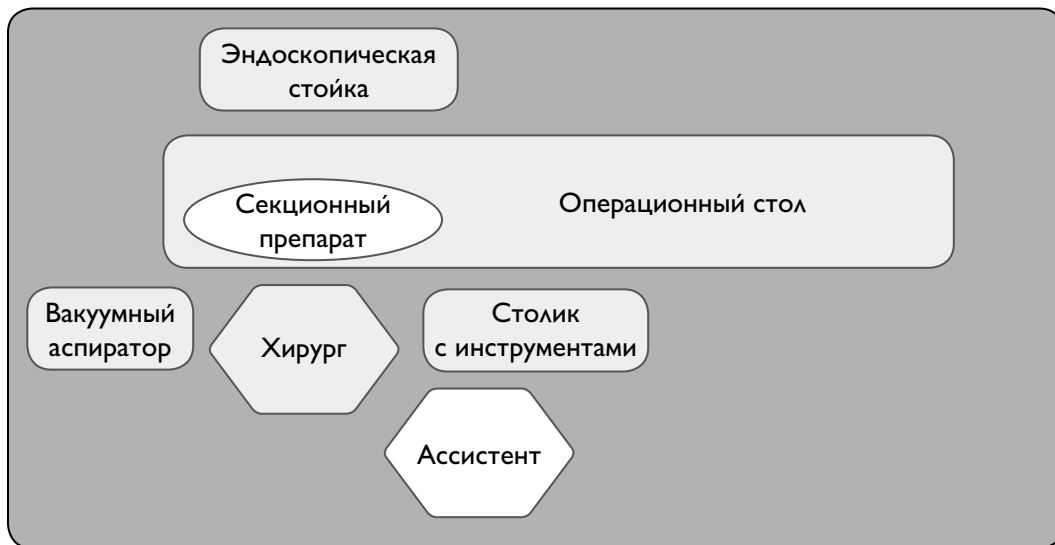 Эндоскопическая
стойка
Секционный
препарат
Операционный стол
Вакуумный
аспиратор
Хирург
Столик
с инструментами
Ассистент